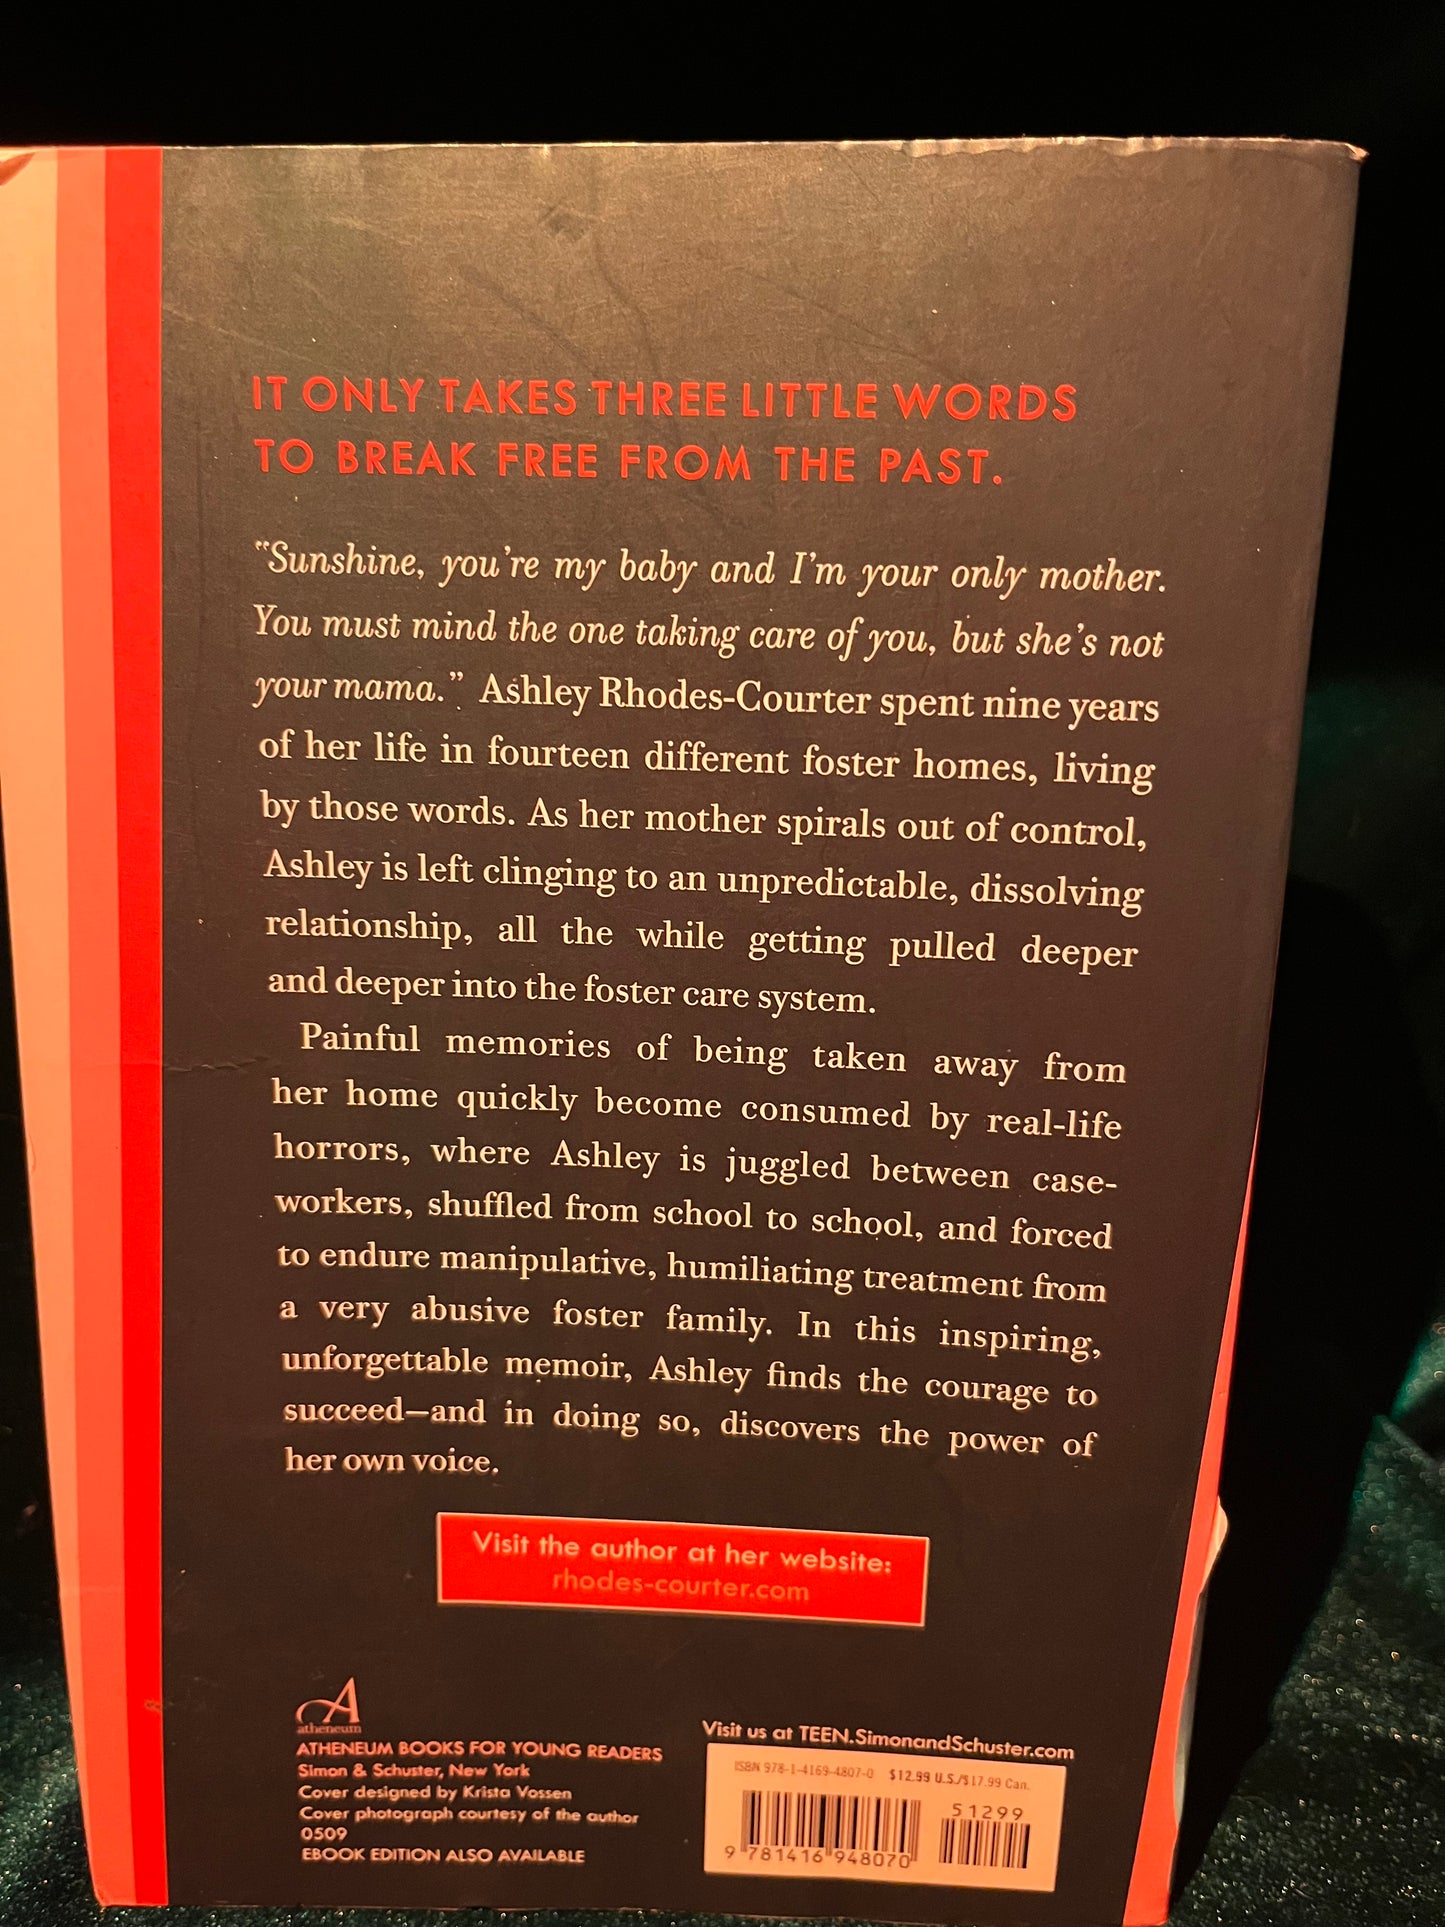 IT ONLY TAKES THREE LITTLE WORDS
TO BREAK FREE FROM THE PAST.
"Sunshine, you're my baby and I'm your only mother.
You must mind the one taking care of you, but she's not
your mama." Ashley Rhodes-Courter spent nine years
of her life in fourteen different foster homes, living
by those words. As her mother spirals out of control,
Ashley is left clinging to an unpredictable, dissolving
relationship, all the while getting pulled deeper
and deeper into the foster care system.
Painful memories of being taken away from
her home quickly become consumed by real-life
horrors, where Ashley is juggled between case-
workers, shuffled from school to school, and forced
to endure manipulative, humiliating treatment from
a very abusive foster family. In this inspiring,
unforgettable memoir, Ashley finds the courage to
succeed—and in doing so, discovers the power of
her own voice.
Visit the author at her website:
rhodes-courter.com
A
atheneum
ATHENEUM BOOKS FOR YOUNG READERS
Simon & Schuster, New York
Cover designed by Krista Vossen
Cover photograph courtesy of the author
0509
EBOOK EDITION ALSO AVAILABLE
Visit us at TEEN.SimonandSchuster.com
ISBN 978-1-4169-4807-0 $12.99 U.S./$17.99 Can.
51299
9 781416 948070